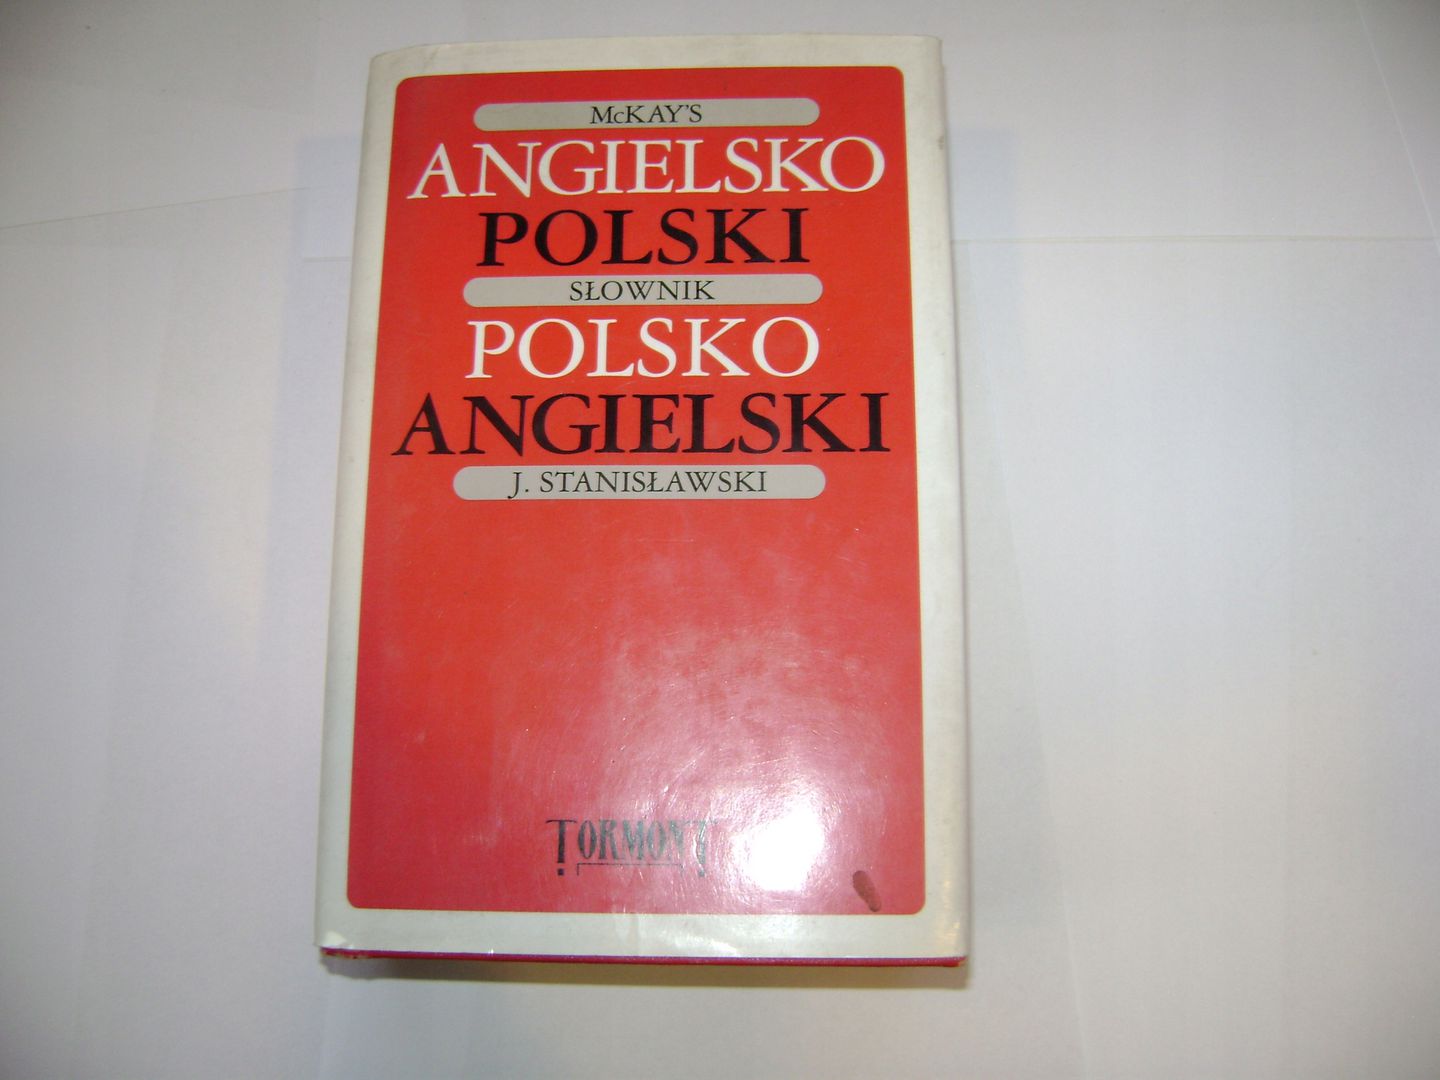 McKAY'S
ANGIELSKO
POLSKI
SŁOWNIK
POLSKO
ANGIELSKI
J. STANISŁAWSKI
TORMONT